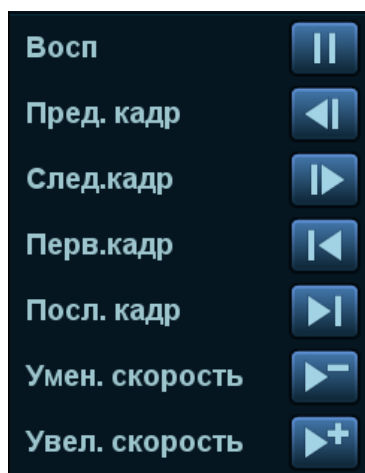 Восп
Пред. кадр
След.кадр
Перв.кадр
Посл. кадр
Умен. скорость
Увел. скорость